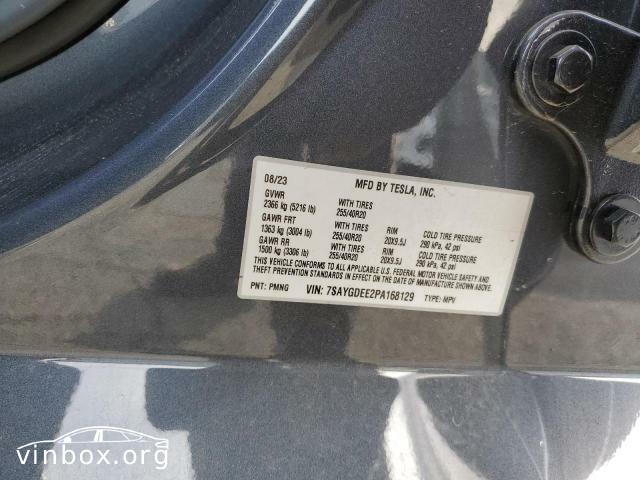 08/23 MFD BY TESLA, INC.
GVWR
2366 kg (5216 lb) WITH TIRES
255/40R20
GAWR FRT WITH TIRES RIM COLD TIRE PRESSURE
1363 kg (3004 lb) 255/40R20 20X9.5J 290 kPa, 42 psi
GAWR RR WITH TIRES RIM COLD TIRE PRESSURE
1500 kg (3306 lb) 255/40R20 20X9.5J 290 kPa, 42 psi
THIS VEHICLE CONFORMS TO ALL APPLICABLE U.S. FEDERAL MOTOR VEHICLE SAFETY AND
THEFT PREVENTION STANDARDS IN EFFECT ON THE DATE OF MANUFACTURE SHOWN ABOVE.
PNT: PMNG VIN: 7SAYGDEE2PA168129 TYPE: MPV
vinbox.org